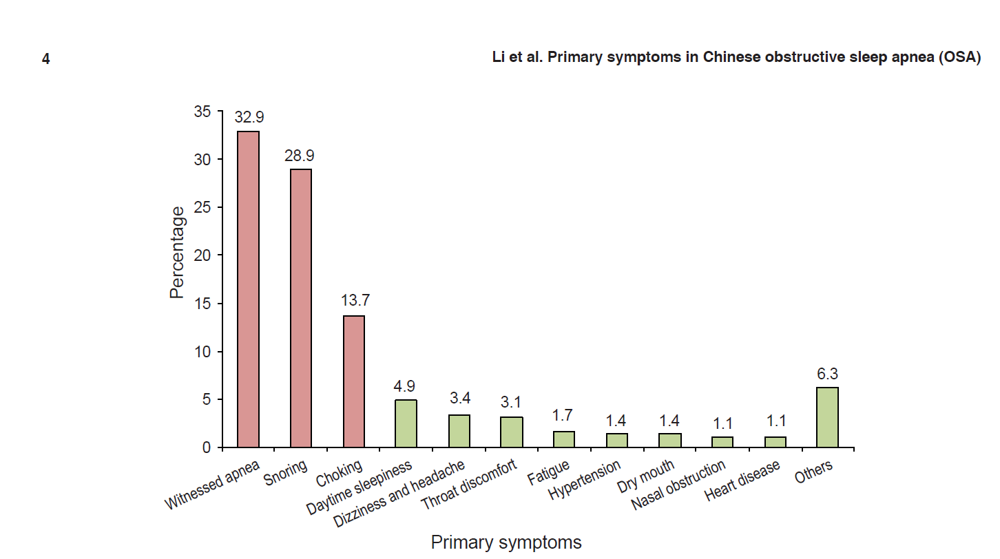 4
Li et al. Primary symptoms in Chinese obstructive sleep apnea (OSA)
Percentage
35
30
25
20
15
10
5
0
32.9
28.9
13.7
4.9
3.4
3.1
1.7
1.4
1.4
1.1
1.1
6.3
Witnessed apnea
Snoring
Choking
Daytime sleepiness
Dizziness and headache
Throat discomfort
Fatigue
Hypertension
Dry mouth
Nasal obstruction
Heart disease
Others
Primary symptoms